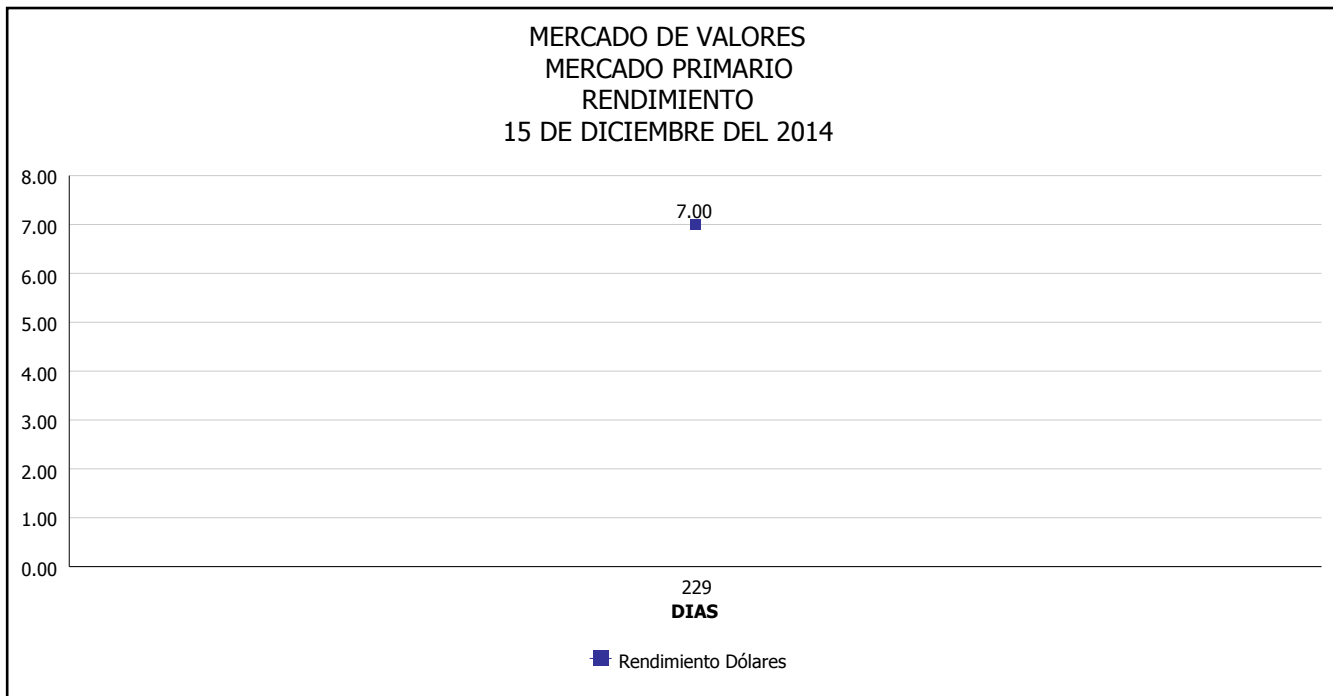 MERCADO DE VALORES
MERCADO PRIMARIO
RENDIMIENTO
15 DE DICIEMBRE DEL 2014
8.00
7.00
7.00
6.00
5.00
4.00
3.00
2.00
1.00
0.00
229
DIAS
Rendimiento Dólares